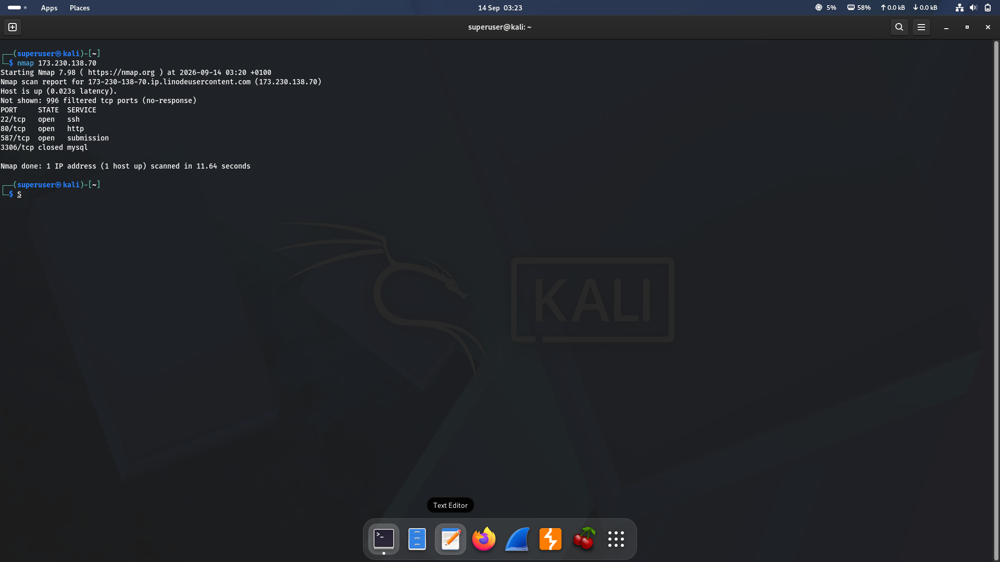 Apps Places 14 Sep 03:23 5% 58% 0.0 kB 0.0 kB
superuser@kali: ~
┌──(superuser㉿kali)-[~]
└─$ nmap 173.230.138.70
Starting Nmap 7.98 ( https://nmap.org ) at 2026-09-14 03:20 +0100
Nmap scan report for 173-230-138-70.ip.linodeusercontent.com (173.230.138.70)
Host is up (0.023s latency).
Not shown: 996 filtered tcp ports (no-response)
PORT     STATE  SERVICE
22/tcp   open   ssh
80/tcp   open   http
587/tcp  open   submission
3306/tcp closed mysql
Nmap done: 1 IP address (1 host up) scanned in 11.64 seconds
┌──(superuser㉿kali)-[~]
└─$ S
KALI
Text Editor